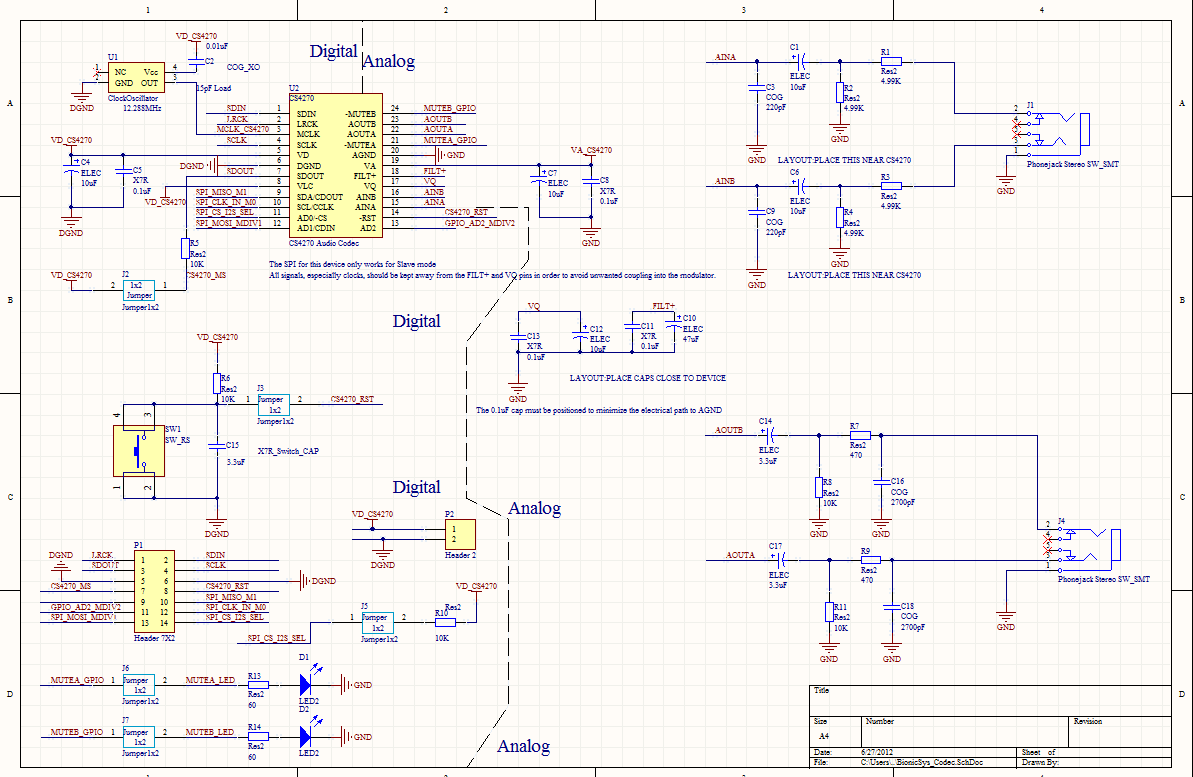 1 2 3 4
A
B
C
D
VD_CS4270
0.01uF
C2
COG_XO
U1
NC Vcc
GND OUT
1
4
3
ClockOscillator
12.288MHz
DGND
15pF Load
Digital
Analog
U2
CS4270
SDIN 1 SDIN -MUTEB 24 MUTEB_GPIO
LRCK 2 LRCK AOUTB 23 AOUTB
MCLK_CS4270 3 MCLK AOUTA 22 AOUTA
SCLK 4 SCLK -MUTEA 21 MUTEA_GPIO
5 VD AGND 20 GND
DGND 6 DGND VA 19
SDOUT 7 SDOUT FILT+ 18 FILT+
VD_CS4270 8 VLC VQ 17 VQ
SPI_MISO_M1 9 SDA/CDOUT AINB 16 AINB
SPI_CLK_IN_M0 10 SCL/CCLK AINA 15 AINA
SPI_CS_I2S_SEL 11 AD0/-CS -RST 14 CS4270_RST
SPI_MOSI_MDIV1 12 AD1/CDIN AD2 13 GPIO_AD2_MDIV2
CS4270 Audio Codec
VD_CS4270
C4
ELEC
10uF
C5
X7R
0.1uF
DGND
VA_CS4270
C7
ELEC
10uF
C8
X7R
0.1uF
GND
R5
Res2
10K
CS4270_MS
VD_CS4270
J2
2 1x2 1
Jumper
Jumper1x2
The SPI for this device only works for Slave mode
All signals, especially clocks, should be kept away from the FILT+ and VQ pins in order to avoid unwanted coupling into the modulator.
AINA
C1
ELEC
10uF
R1
Res2
4.99K
C3
COG
220pF
R2
Res2
4.99K
GND
GND
LAYOUT:PLACE THIS NEAR CS4270
AINB
C6
ELEC
10uF
R3
Res2
4.99K
C9
COG
220pF
R4
Res2
4.99K
GND
GND
LAYOUT:PLACE THIS NEAR CS4270
J1
2
1
GND
Phonejack Stereo SW_SMT
Digital
VQ
FILT+
C13
X7R
0.1uF
C12
ELEC
10uF
C11
X7R
0.1uF
C10
ELEC
47uF
GND
LAYOUT:PLACE CAPS CLOSE TO DEVICE
The 0.1uF cap must be positioned to minimize the electrical path to AGND
VD_CS4270
R6
Res2
10K
J3
1 Jumper 2
1x2
Jumper1x2
CS4270_RST
4 3
SW1
SW_RS
1 2
C15
3.3uF
X7R_Switch_CAP
DGND
Digital
Analog
VD_CS4270
P2
1
2
Header 2
DGND
AOUTB
C14
ELEC
3.3uF
R7
Res2
470
R8
Res2
10K
C16
COG
2700pF
GND
GND
AOUTA
C17
ELEC
3.3uF
R9
Res2
470
R11
Res2
10K
C18
COG
2700pF
GND
GND
J4
2
1
Phonejack Stereo SW_SMT
GND
P1
DGND
LRCK 1 2 SDIN
SDOUT 3 4 SCLK
5 6 DGND
CS4270_MS 7 8 CS4270_RST
9 10 SPI_MISO_M1
GPIO_AD2_MDIV2 11 12 SPI_CLK_IN_M0
SPI_MOSI_MDIV1 13 14 SPI_CS_I2S_SEL
Header 7X2
VD_CS4270
J5
1 Jumper 2
1x2
Jumper1x2
Res2
R10
10K
SPI_CS_I2S_SEL
J6
MUTEA_GPIO 1 Jumper MUTEA_LED
1x2
Jumper1x2
R13
Res2
60
D1
LED2
GND
J7
MUTEB_GPIO 1 Jumper MUTEB_LED
1x2
Jumper1x2
R14
Res2
60
D2
LED2
GND
Analog
Title
Size Number Revision
A4
Date: 6/27/2012 Sheet of
File: C:\Users\..\BionicSys_Codec.SchDoc Drawn By: